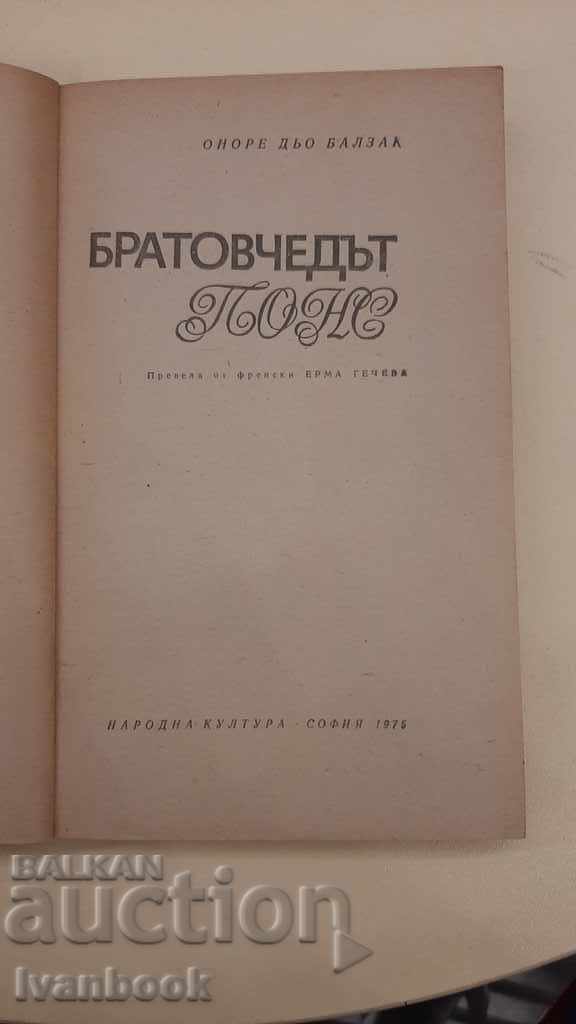 ОНОРЕ ДЬО БАЛЗАК
БРАТОВЧЕДЪТ
ПОНС
Превела от френски ЕРМА ГЕЧЕВА
НАРОДНА КУЛТУРА · СОФИЯ 1975
BALKAN
auction
Ivanbook